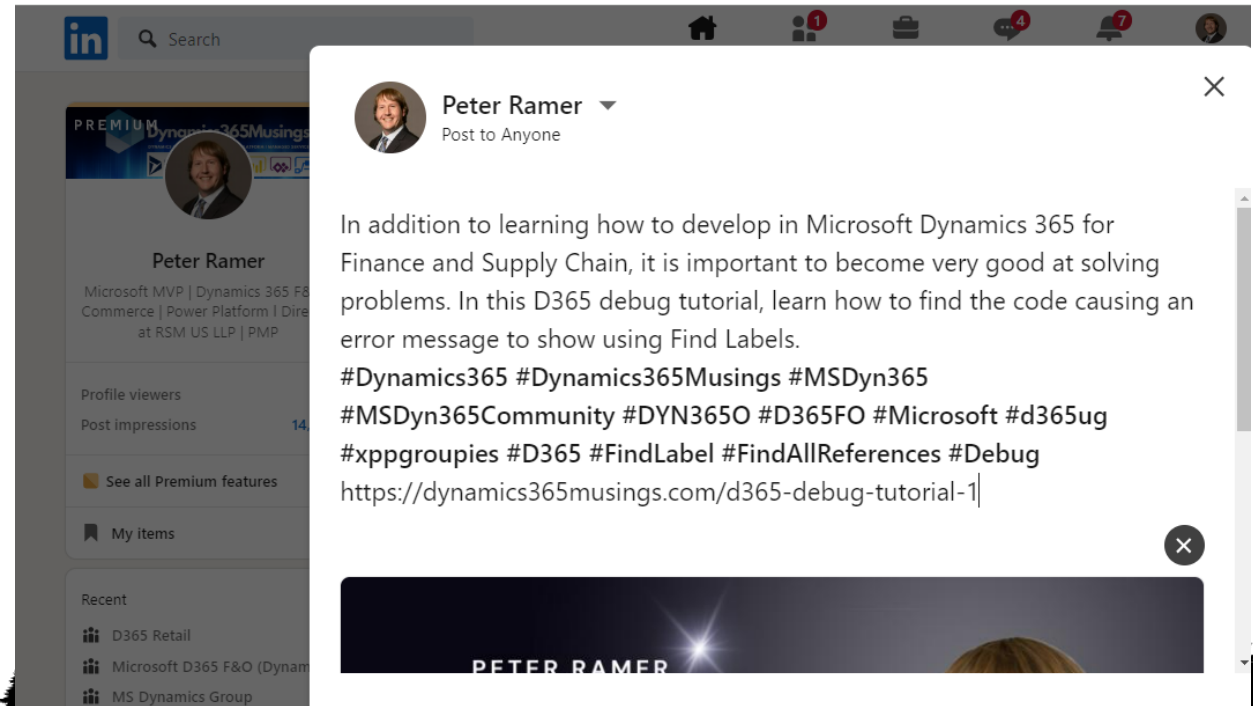 in
Search
1
4
7
PREMIUM
Dynamics365Musings
Peter Ramer
Microsoft MVP | Dynamics 365 F&
Commerce | Power Platform I Dire
at RSM US LLP | PMP
Profile viewers
Post impressions 14,
See all Premium features
My items
Recent
D365 Retail
Microsoft D365 F&O (Dynam
MS Dynamics Group
Peter Ramer
Post to Anyone
In addition to learning how to develop in Microsoft Dynamics 365 for
Finance and Supply Chain, it is important to become very good at solving
problems. In this D365 debug tutorial, learn how to find the code causing an
error message to show using Find Labels.
#Dynamics365 #Dynamics365Musings #MSDyn365
#MSDyn365Community #DYN365O #D365FO #Microsoft #d365ug
#xppgroupies #D365 #FindLabel #FindAllReferences #Debug
https://dynamics365musings.com/d365-debug-tutorial-1
PETER RAMER